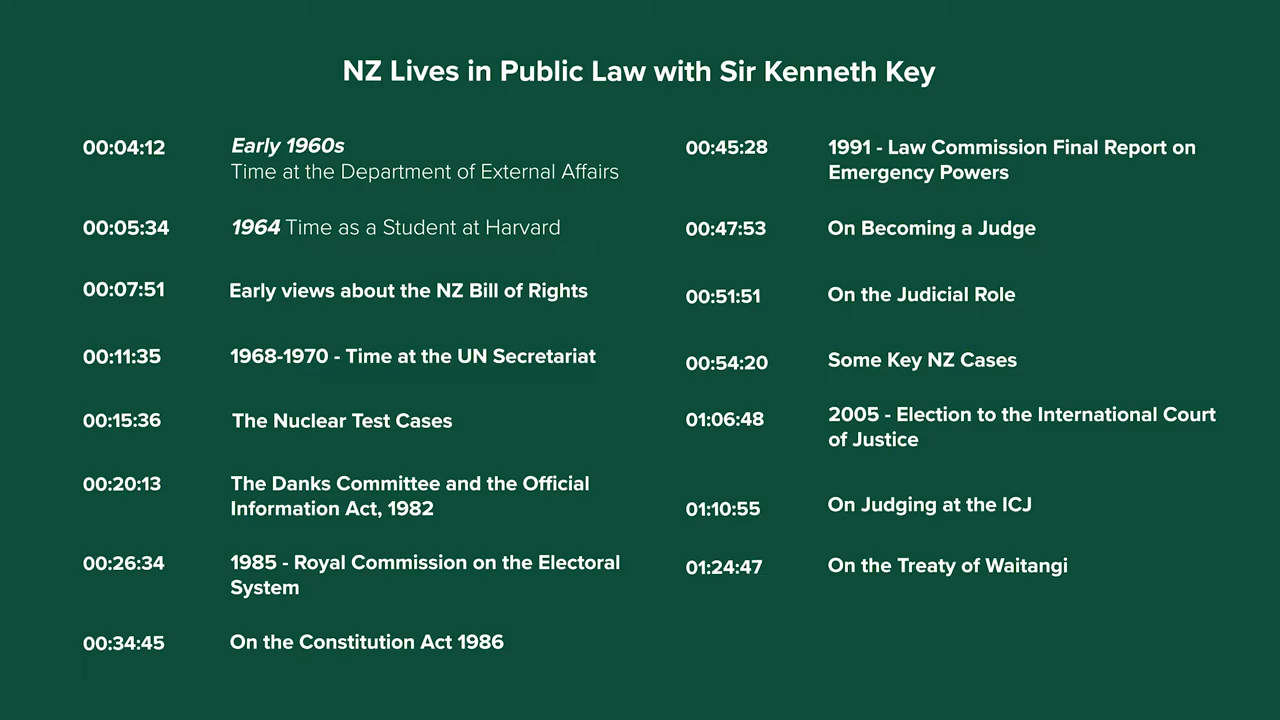 NZ Lives in Public Law with Sir Kenneth Key
00:04:12 Early 1960s
Time at the Department of External Affairs
00:05:34 1964 Time as a Student at Harvard
00:07:51 Early views about the NZ Bill of Rights
00:11:35 1968-1970 - Time at the UN Secretariat
00:15:36 The Nuclear Test Cases
00:20:13 The Danks Committee and the Official
Information Act, 1982
00:26:34 1985 - Royal Commission on the Electoral
System
00:34:45 On the Constitution Act 1986
00:45:28 1991 - Law Commission Final Report on
Emergency Powers
00:47:53 On Becoming a Judge
00:51:51 On the Judicial Role
00:54:20 Some Key NZ Cases
01:06:48 2005 - Election to the International Court
of Justice
01:10:55 On Judging at the ICJ
01:24:47 On the Treaty of Waitangi